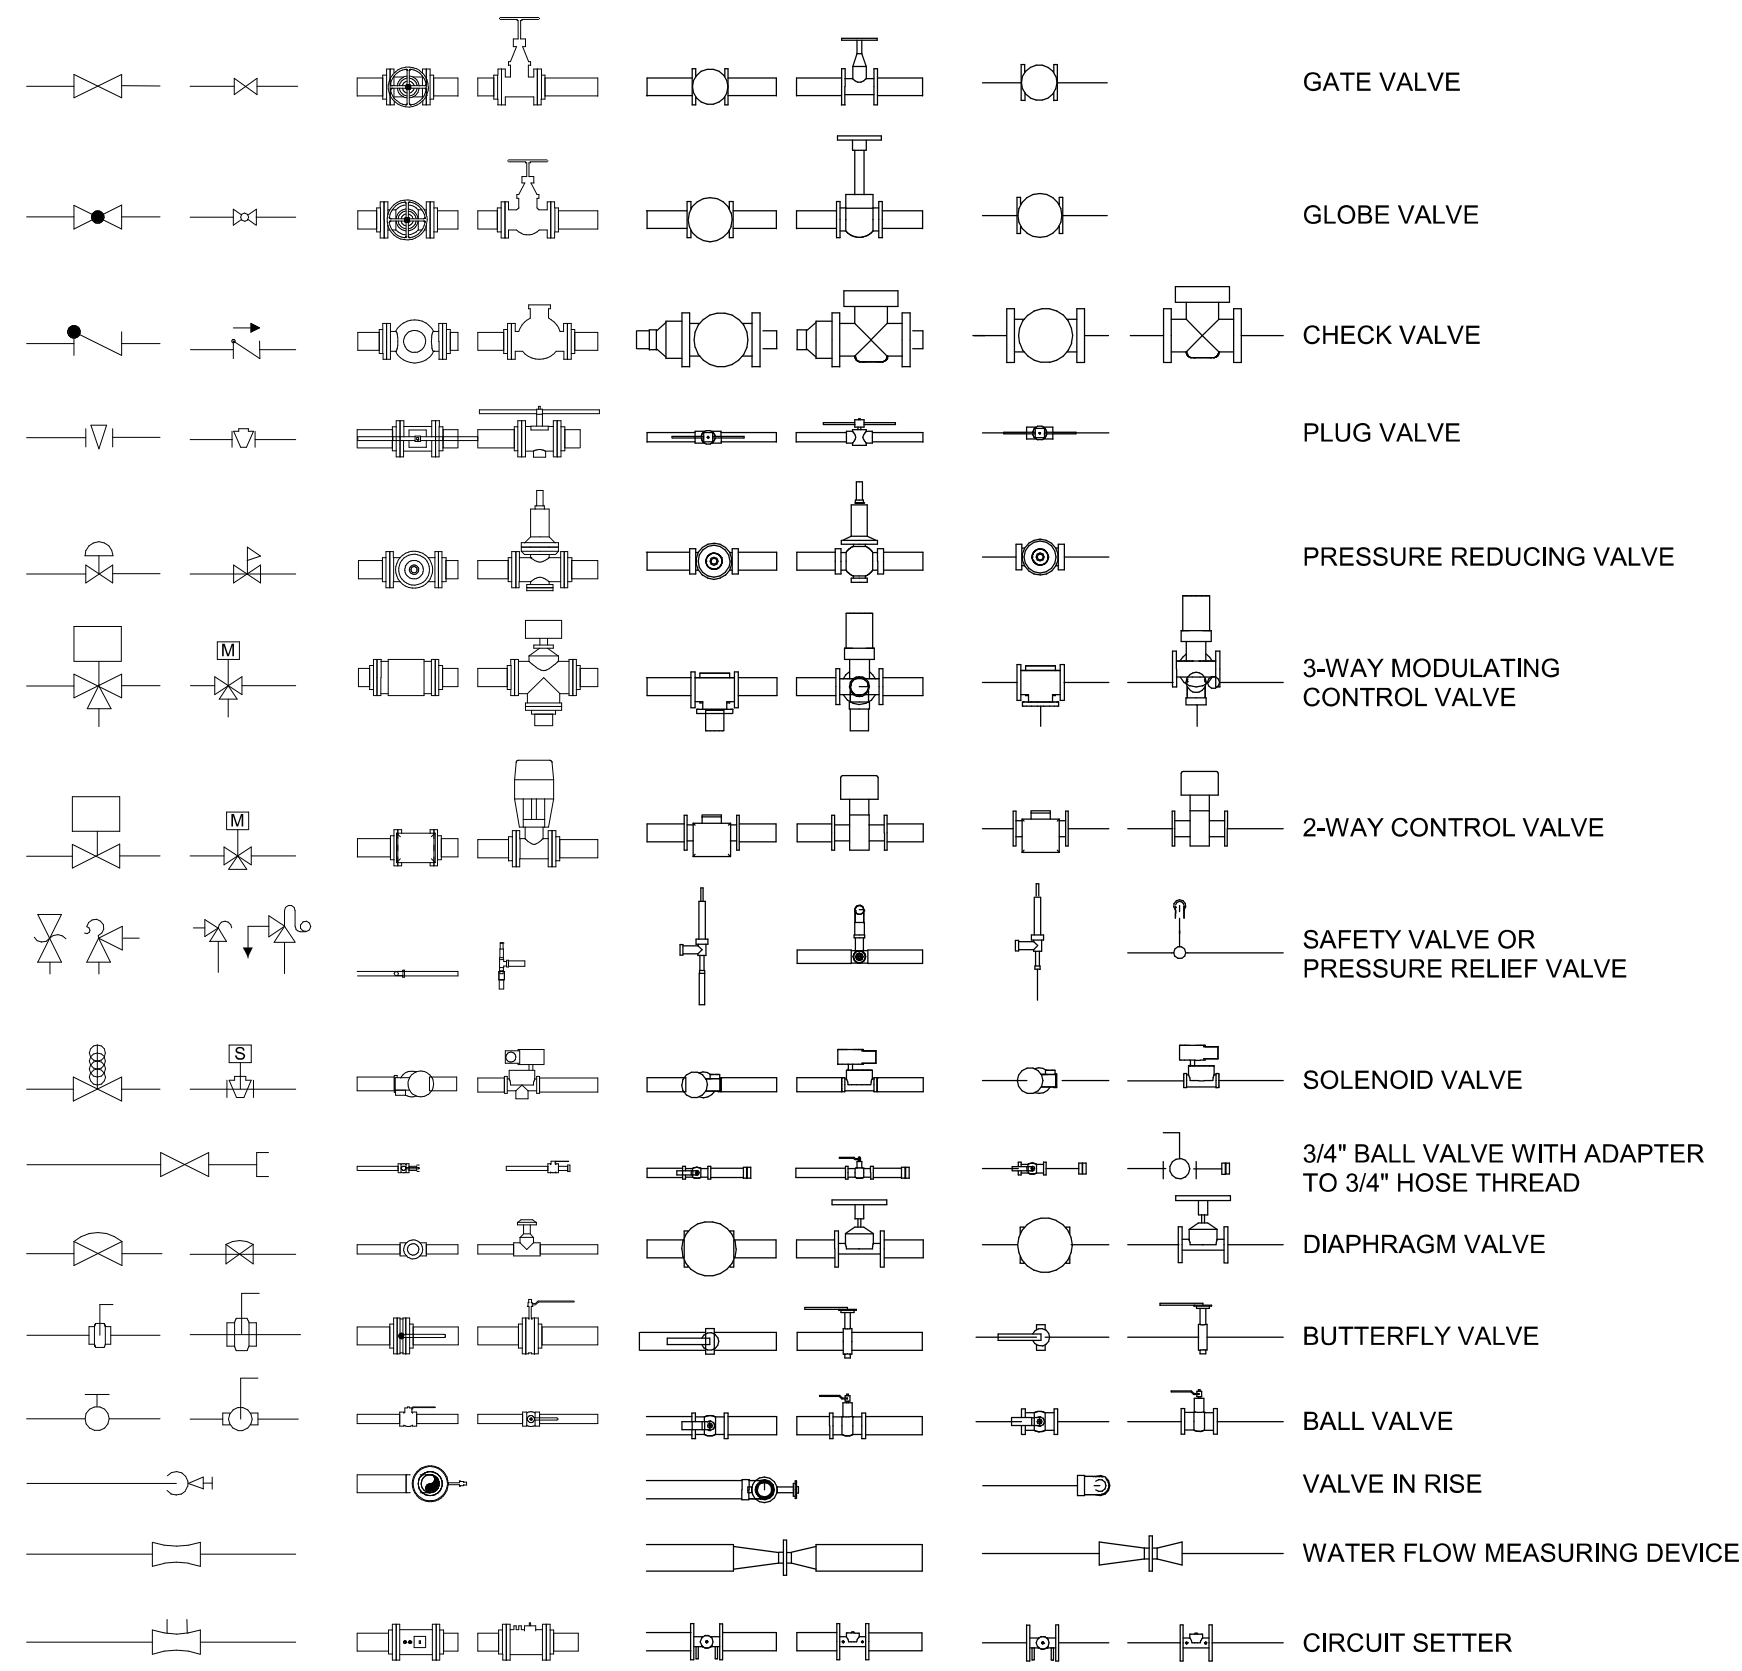 GATE VALVE
GLOBE VALVE
CHECK VALVE
PLUG VALVE
PRESSURE REDUCING VALVE
M
3-WAY MODULATING
CONTROL VALVE
M
2-WAY CONTROL VALVE
SAFETY VALVE OR
PRESSURE RELIEF VALVE
S
SOLENOID VALVE
3/4" BALL VALVE WITH ADAPTER
TO 3/4" HOSE THREAD
DIAPHRAGM VALVE
BUTTERFLY VALVE
BALL VALVE
VALVE IN RISE
WATER FLOW MEASURING DEVICE
CIRCUIT SETTER